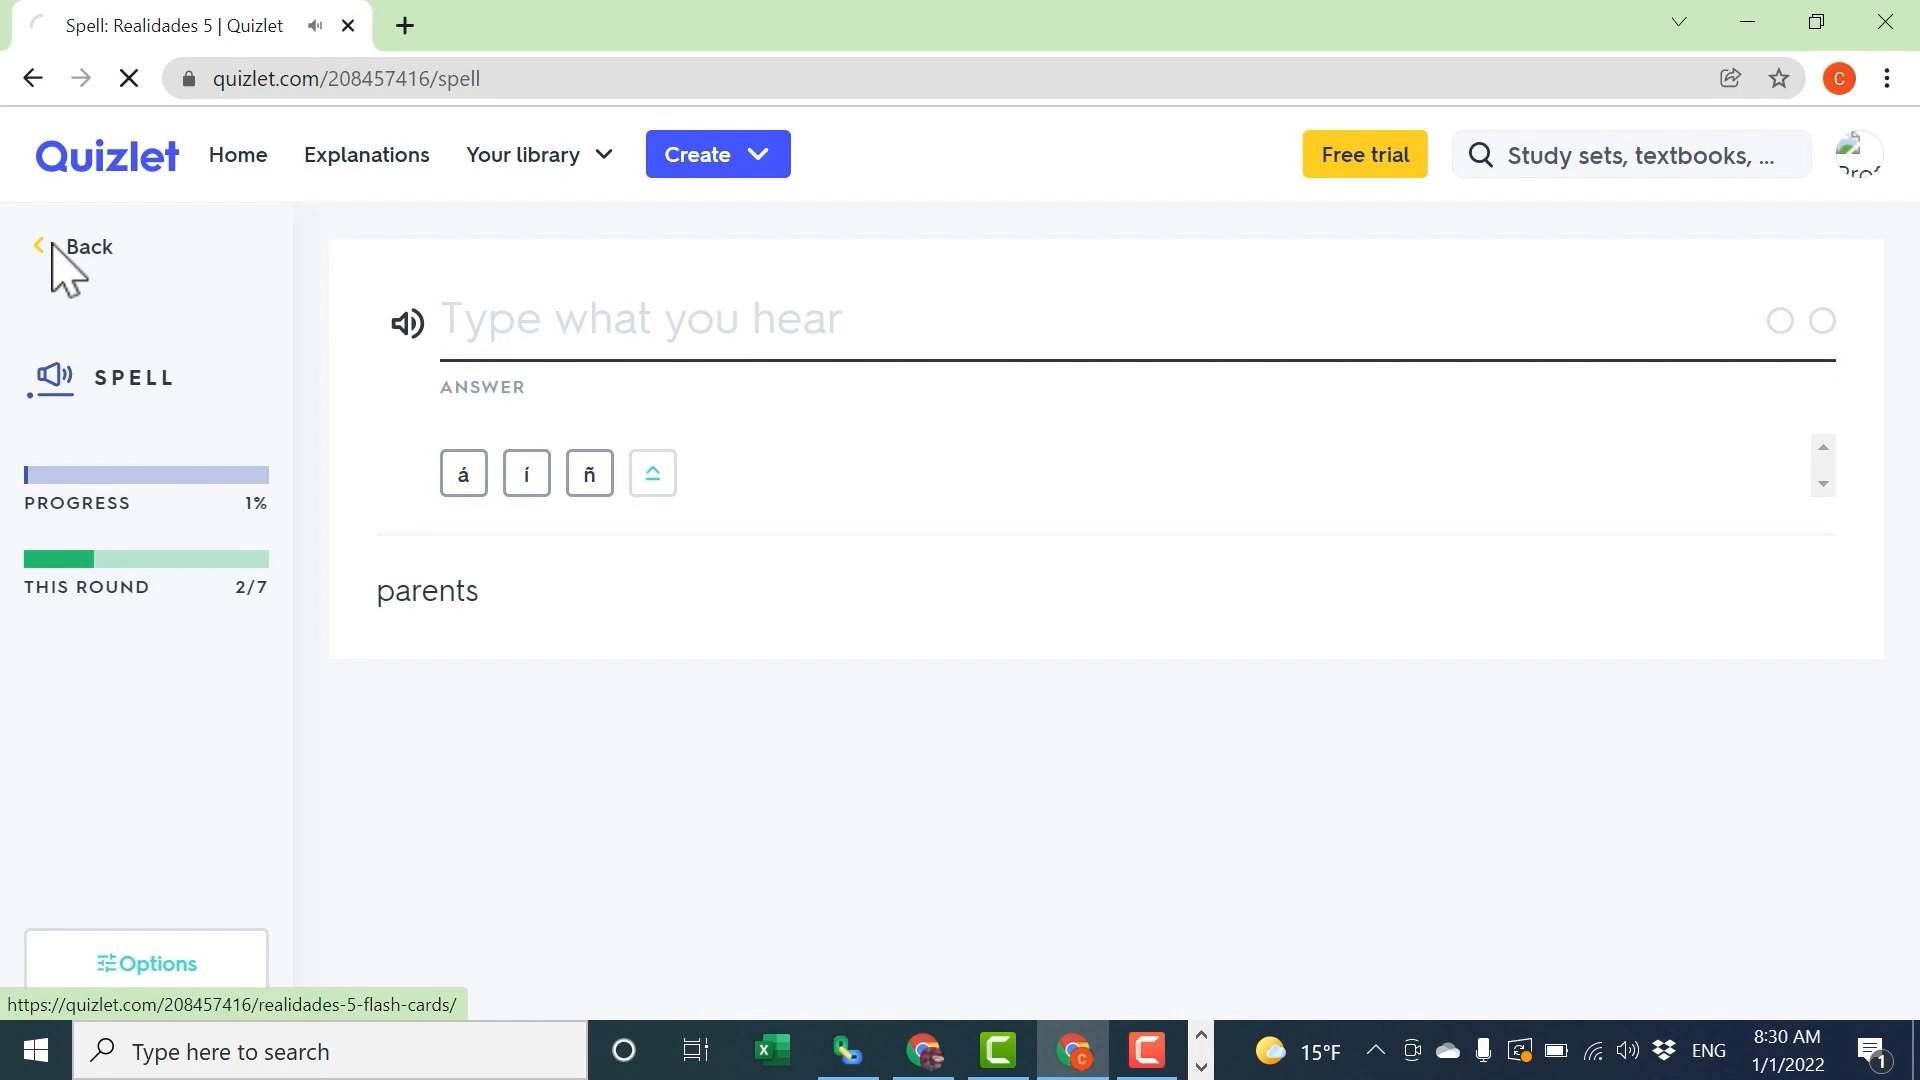 Spell: Realidades 5 | Quizlet
quizlet.com/208457416/spell
C
Quizlet Home Explanations Your library Create Free trial Study sets, textbooks, ...
Back
SPELL
PROGRESS 1%
THIS ROUND 2/7
Type what you hear
ANSWER
á í ñ
parents
Options
https://quizlet.com/208457416/realidades-5-flash-cards/
Type here to search
15°F
ENG
8:30 AM
1/1/2022
1